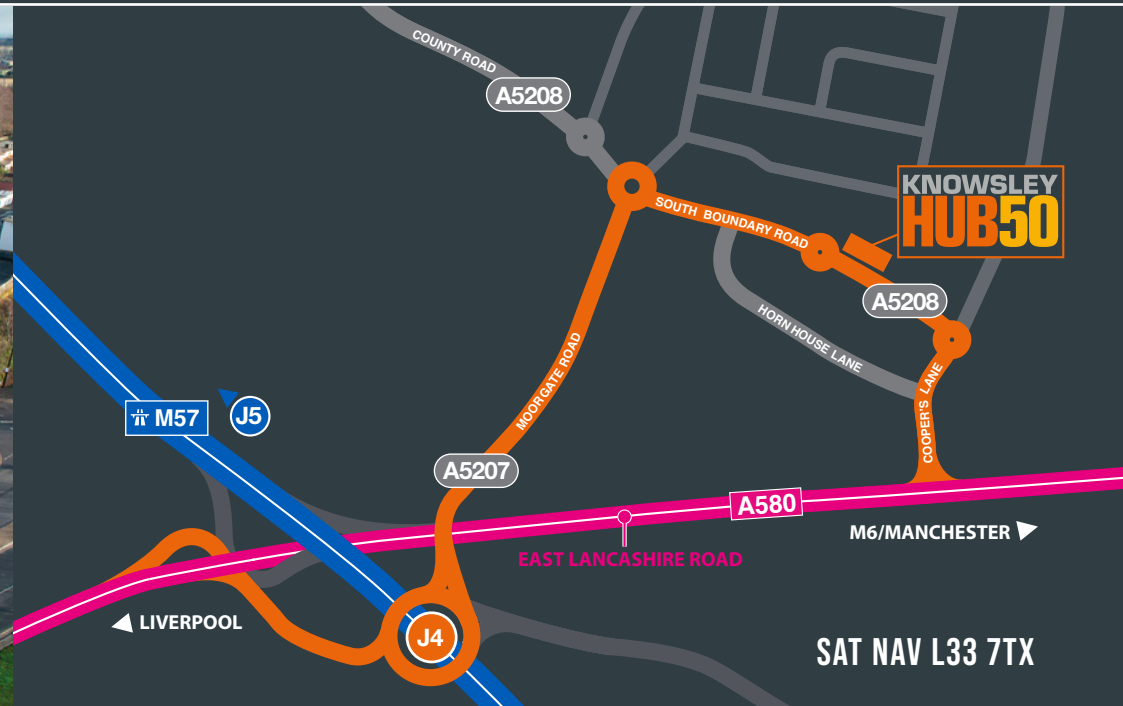 COUNTY ROAD
A5208
KNOWSLEY
HUB50
SOUTH BOUNDARY ROAD
A5208
HORN HOUSE LANE
MOORGATE ROAD
COOPER'S LANE
M57
J5
A5207
A580
M6/MANCHESTER
EAST LANCASHIRE ROAD
LIVERPOOL
J4
SAT NAV L33 7TX